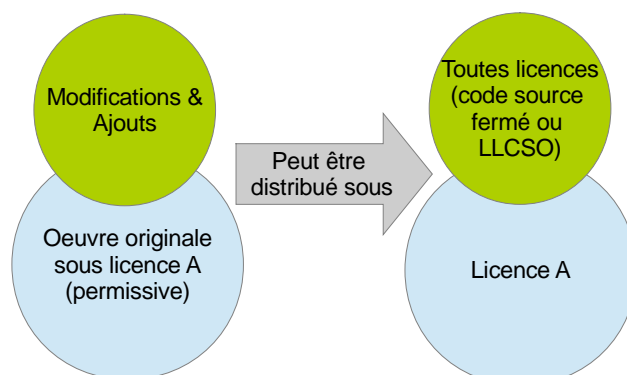 Modifications &
Ajouts
Oeuvre originale
sous licence A
(permissive)
Peut être
distribué sous
Toutes licences
(code source
fermé ou
LLCSO)
Licence A